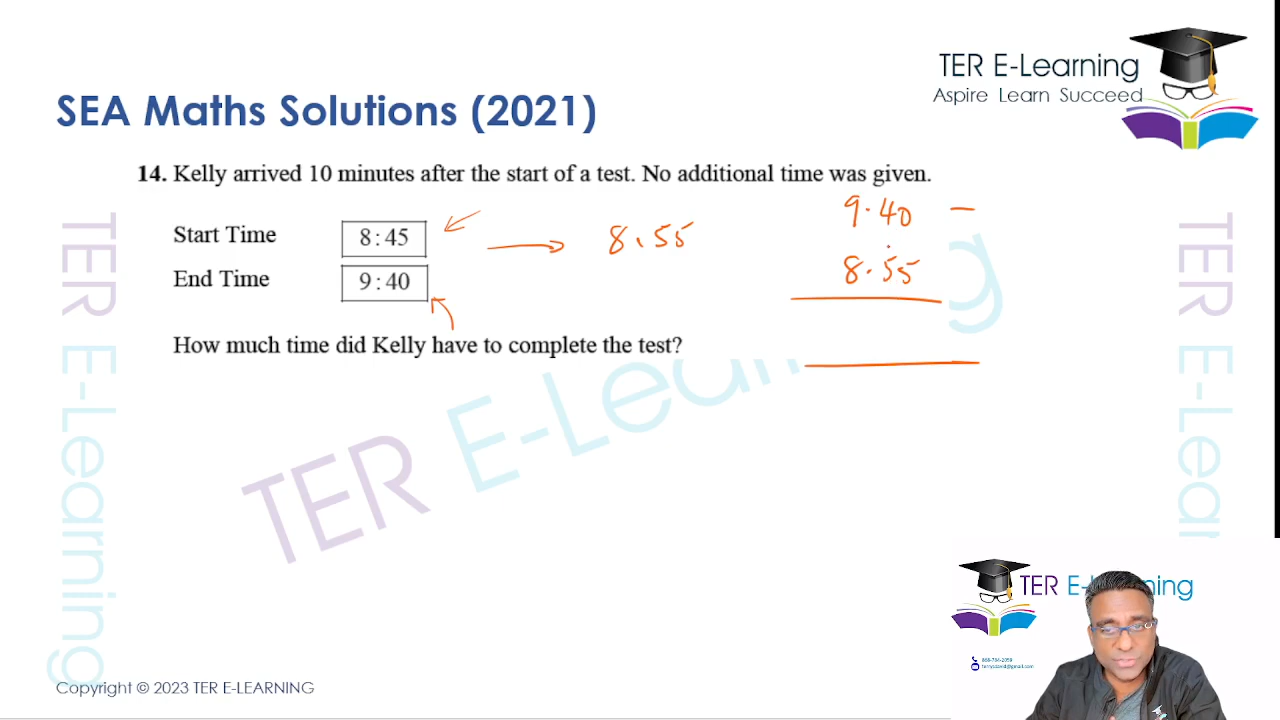 TER E-Learning
Aspire Learn Succeed
SEA Maths Solutions (2021)
14. Kelly arrived 10 minutes after the start of a test. No additional time was given.
Start Time 8:45 → 8.55
End Time 9:40
9.40 –
8.55
How much time did Kelly have to complete the test?
TER E-Learning
TER E-Learning
TER E-Lear
TER E-Learning
Copyright © 2023 TER E-LEARNING